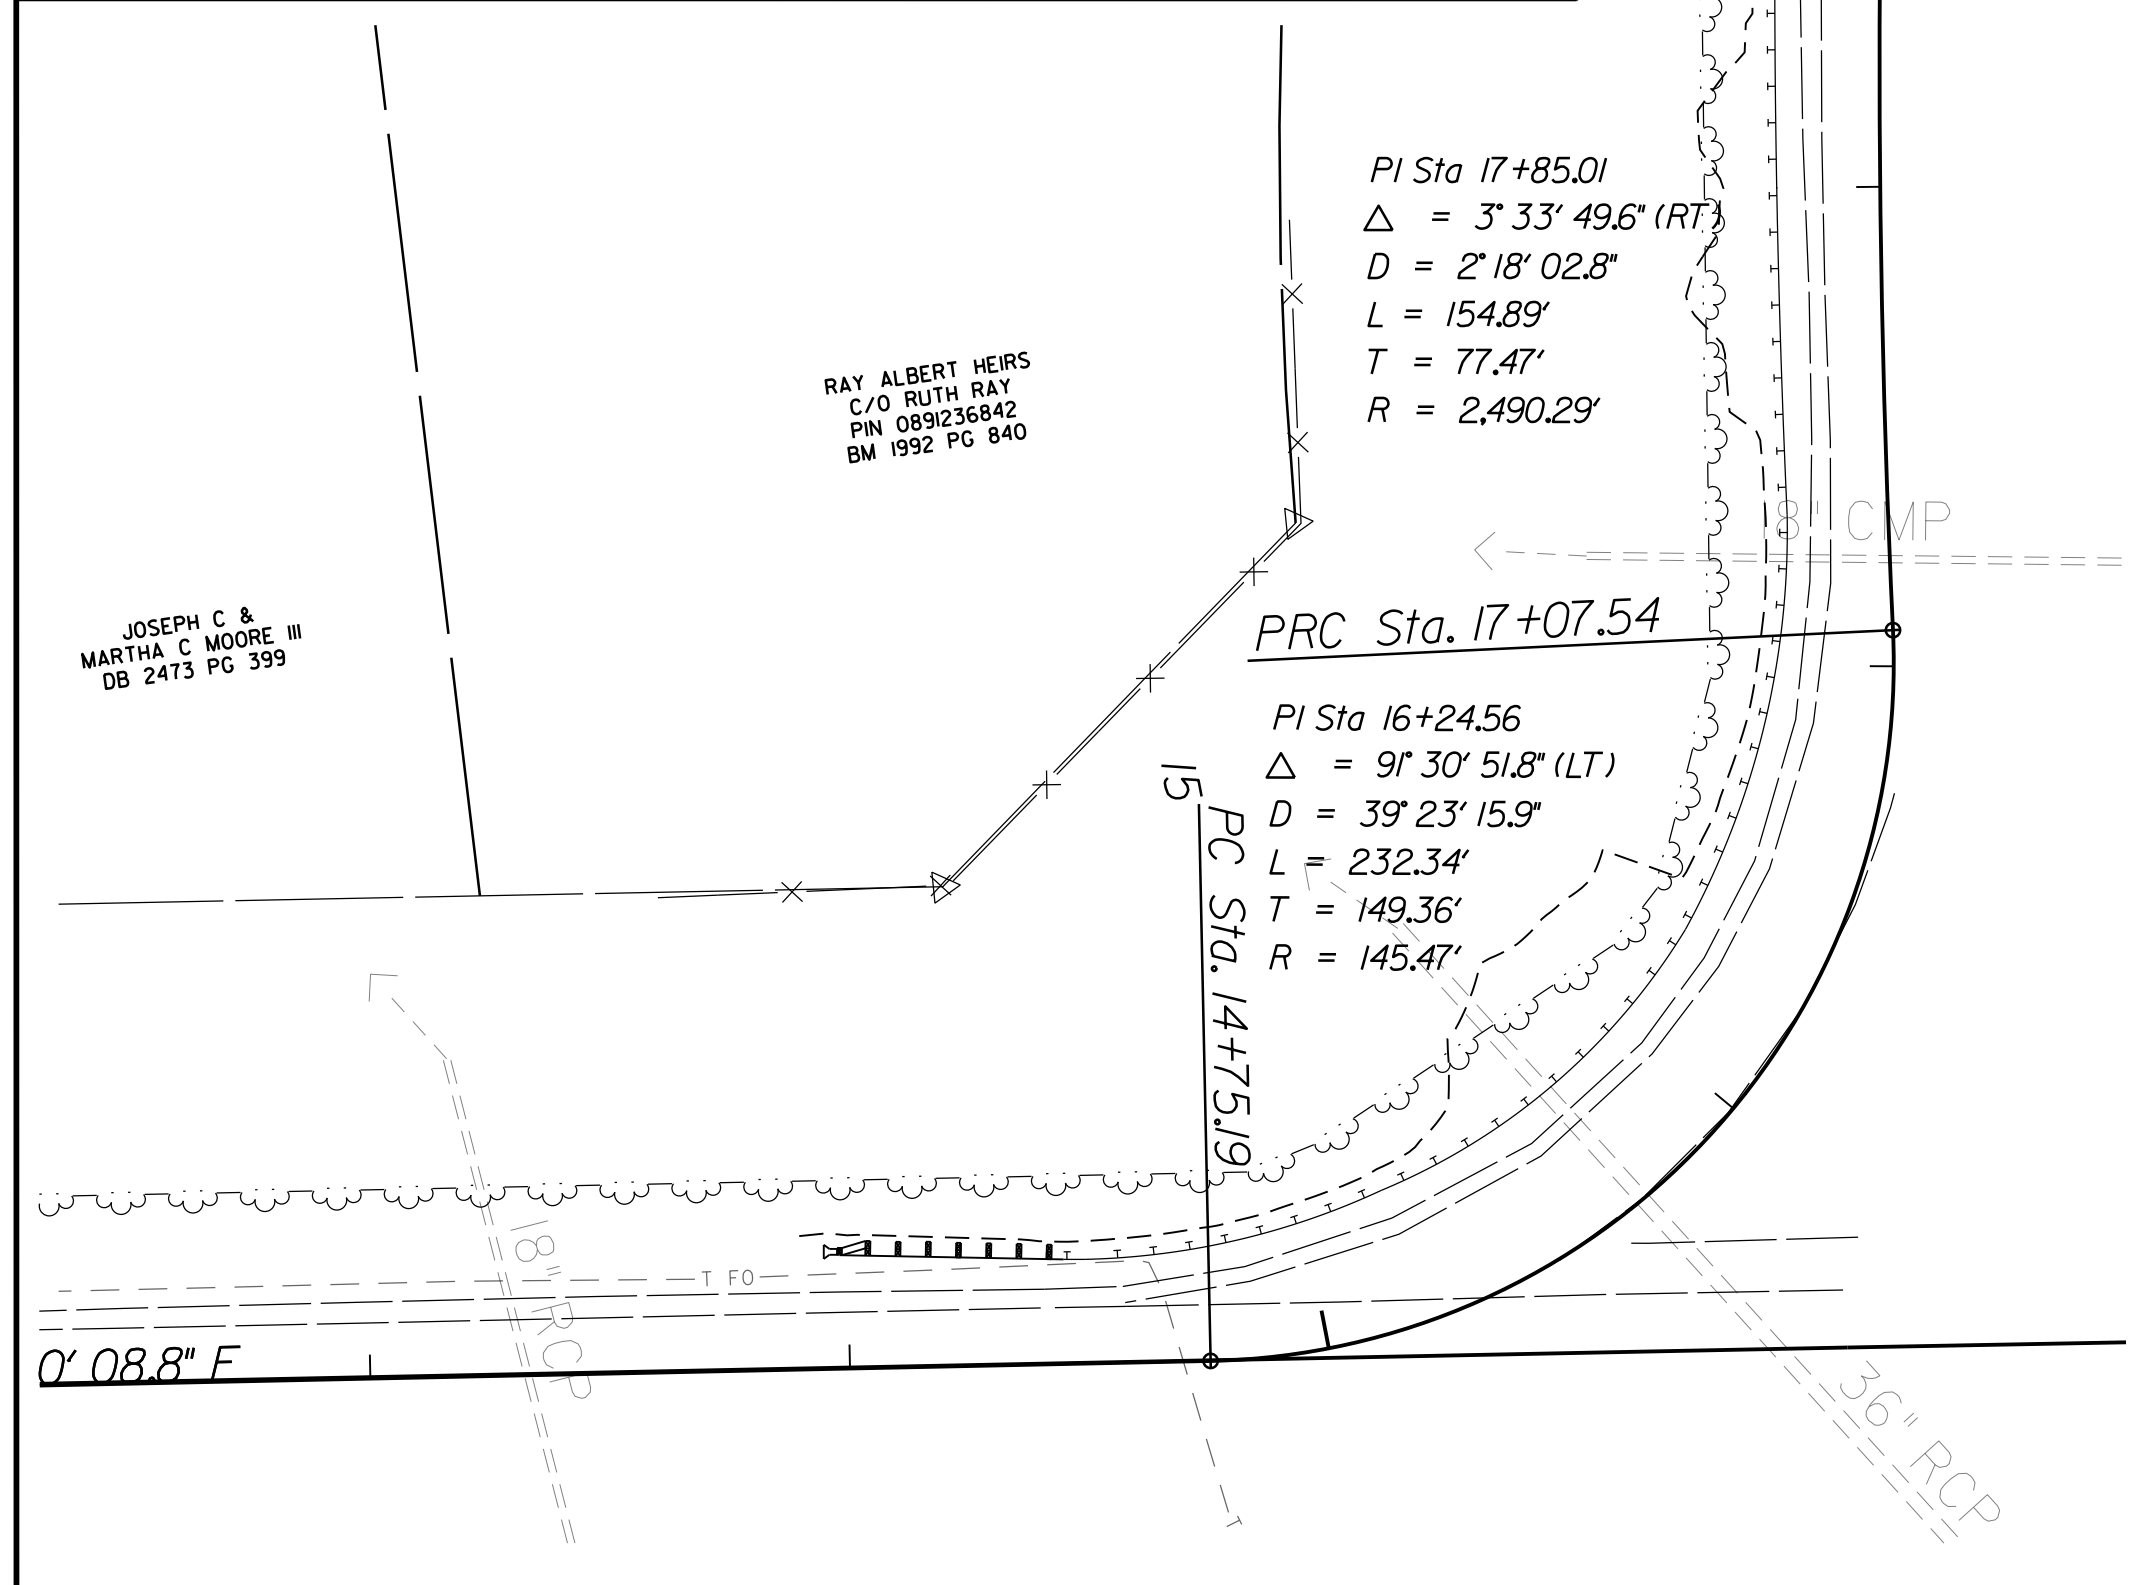 PI Sta 17+85.01
△ = 3° 33' 49.6" (RT)
D = 2° 18' 02.8"
L = 154.89'
T = 77.47'
R = 2,490.29'
RAY ALBERT HEIRS
C/O RUTH RAY
PIN 0891236842
BM 1992 PG 840
18" CMP
JOSEPH C &
MARTHA C MOORE III
DB 2473 PG 399
PRC Sta. 17+07.54
PI Sta 16+24.56
△ = 91° 30' 51.8" (LT)
D = 39° 23' 15.9"
L = 232.34'
T = 149.36'
R = 145.47'
15
PC Sta. 14+75.19
18" RCP
T FO
0' 08.8" F
36" RCP
T